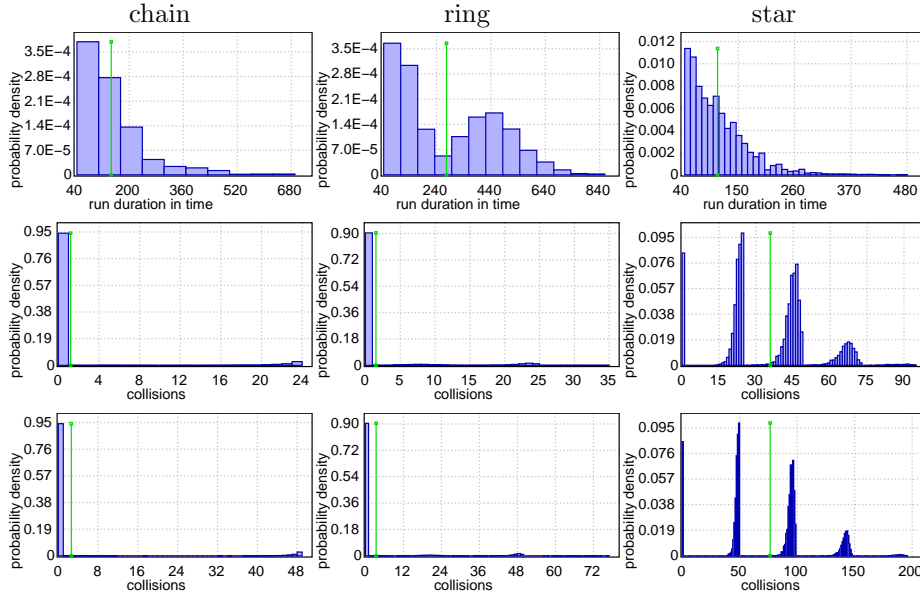 chain ring star
probability density
3.5E−4
2.8E−4
2.1E−4
1.4E−4
7.0E−5
0
40 200 360 520 680
run duration in time
probability density
3.5E−4
2.8E−4
2.1E−4
1.4E−4
7.0E−5
0
40 240 440 640 840
run duration in time
probability density
0.012
0.010
0.008
0.006
0.004
0.002
0.000
40 150 260 370 480
run duration in time
probability density
0.95
0.76
0.57
0.38
0.19
0
0 4 8 12 16 20 24
collisions
probability density
0.90
0.72
0.54
0.36
0.18
0
0 5 10 15 20 25 30 35
collisions
probability density
0.095
0.076
0.057
0.038
0.019
0
0 15 30 45 60 75 90
collisions
probability density
0.95
0.76
0.57
0.38
0.19
0
0 8 16 24 32 40 48
collisions
probability density
0.90
0.72
0.54
0.36
0.18
0
0 12 24 36 48 60 72
collisions
probability density
0.095
0.076
0.057
0.038
0.019
0
0 50 100 150 200
collisions